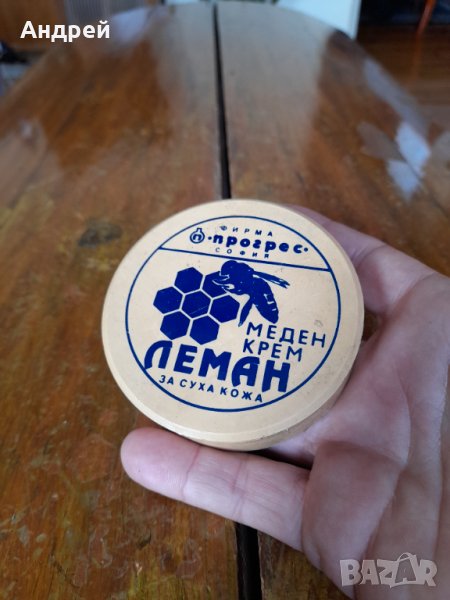 Андрей
ФИРМА
П • прогрес •
СОФИЯ
МЕДЕН
КРЕМ
ЛЕМАН
ЗА СУХА КОЖА
BAZAR